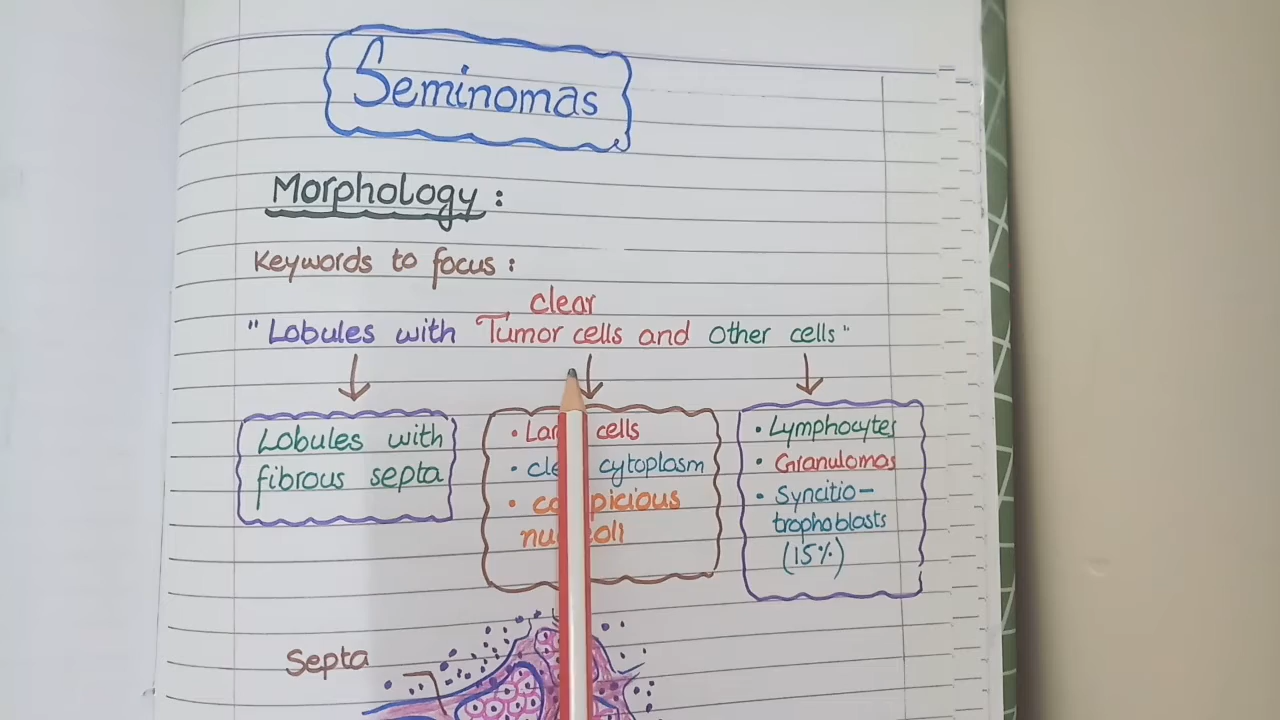 Seminomas
Morphology :
Keywords to focus :
clear
"Lobules with Tumor cells and other cells"
Lobules with
fibrous septa
• cells
• cytoplasm
•
• Lymphocytes
• Granulomas
• Syncitio-
trophoblasts
(15%)
Septa